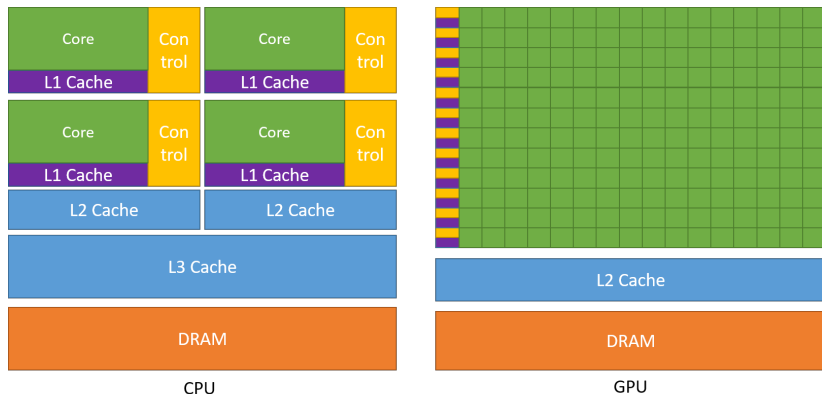 Core
Con
trol
Core
Con
trol
L1 Cache
L1 Cache
Core
Con
trol
Core
Con
trol
L1 Cache
L1 Cache
L2 Cache
L2 Cache
L3 Cache
DRAM
CPU
L2 Cache
DRAM
GPU